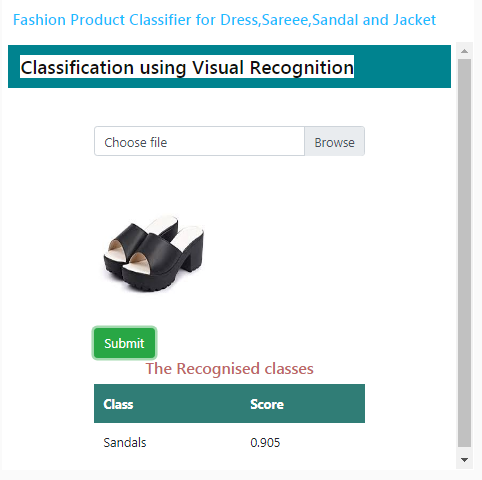 Fashion Product Classifier for Dress,Sareee,Sandal and Jacket
Classification using Visual Recognition
Choose file Browse
Submit
The Recognised classes
Class Score
Sandals 0.905